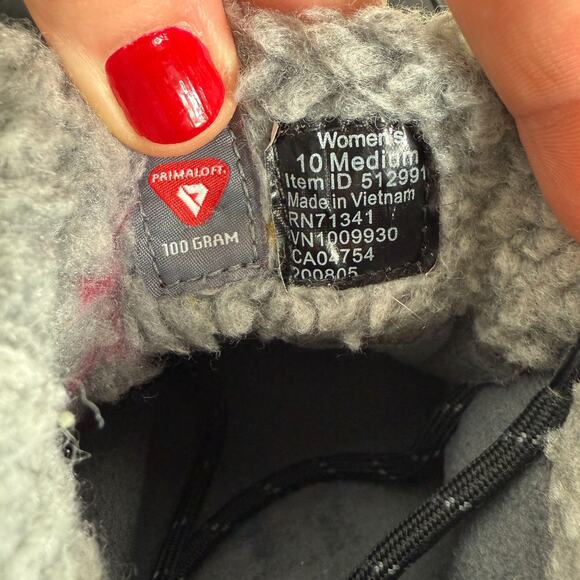 PRIMALOFT
100 GRAM
Women's
10 Medium
Item ID 512991
Made in Vietnam
RN71341
VN1009930
CA04754
200805